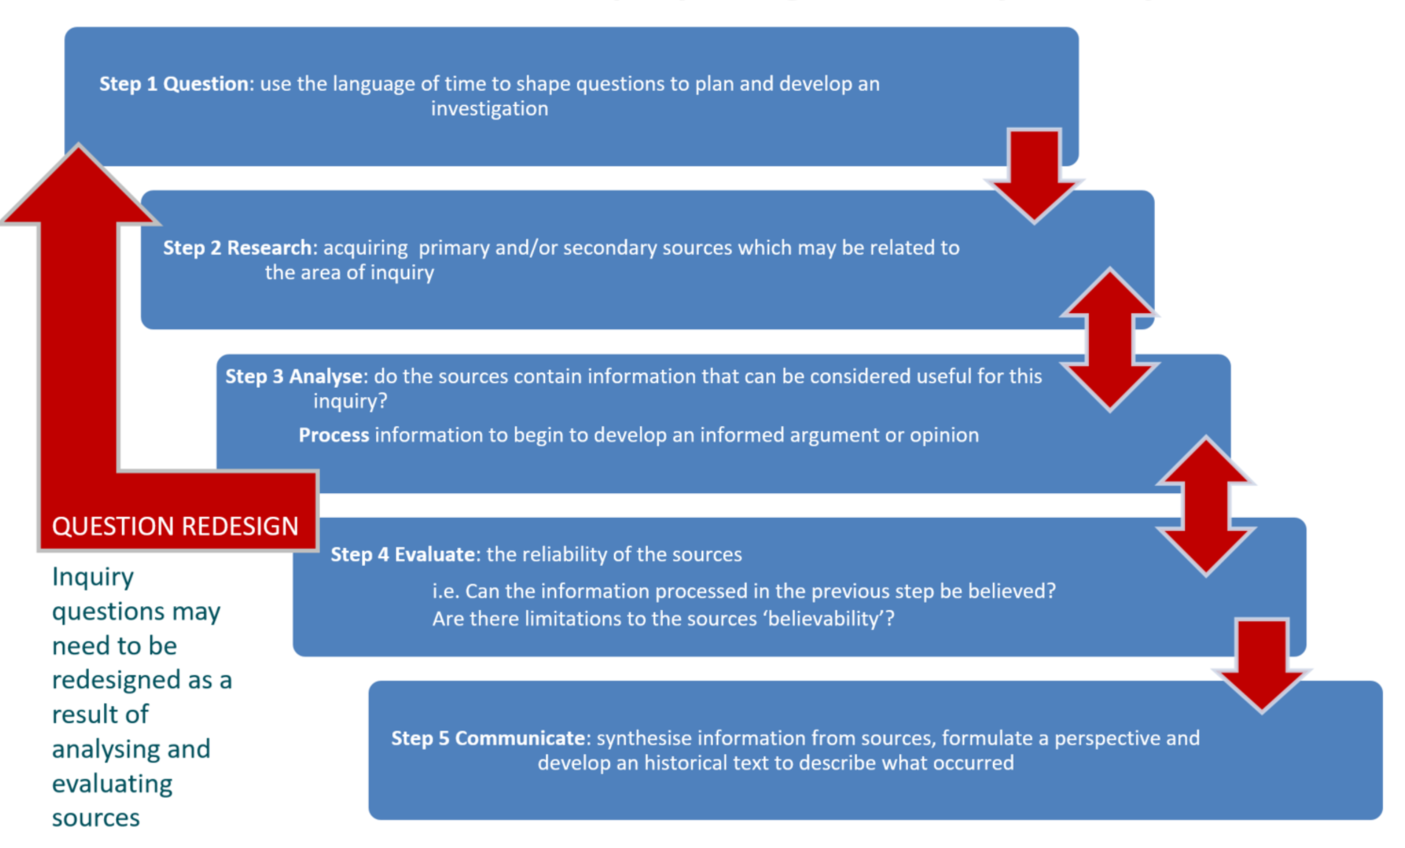 Step 1 Question: use the language of time to shape questions to plan and develop an
investigation
Step 2 Research: acquiring primary and/or secondary sources which may be related to
the area of inquiry
Step 3 Analyse: do the sources contain information that can be considered useful for this
inquiry?
Process information to begin to develop an informed argument or opinion
QUESTION REDESIGN
Step 4 Evaluate: the reliability of the sources
i.e. Can the information processed in the previous step be believed?
Are there limitations to the sources ‘believability’?
Inquiry
questions may
need to be
redesigned as a
result of
analysing and
evaluating
sources
Step 5 Communicate: synthesise information from sources, formulate a perspective and
develop an historical text to describe what occurred